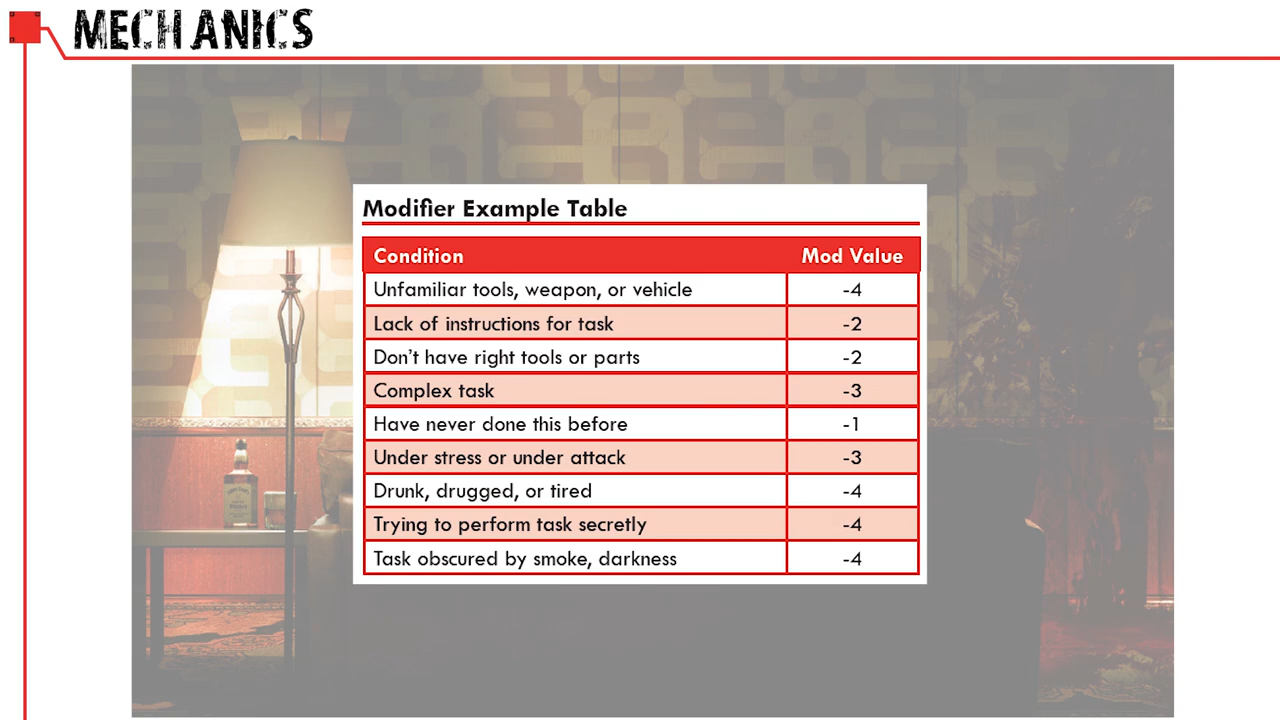 MECHANICS
Modifier Example Table
Condition Mod Value
Unfamiliar tools, weapon, or vehicle -4
Lack of instructions for task -2
Don't have right tools or parts -2
Complex task -3
Have never done this before -1
Under stress or under attack -3
Drunk, drugged, or tired -4
Trying to perform task secretly -4
Task obscured by smoke, darkness -4